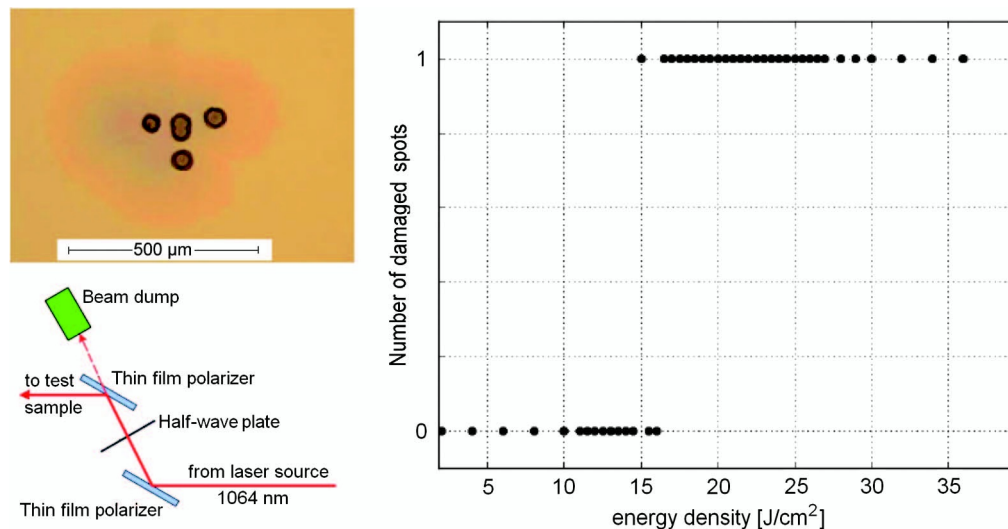 500 µm
Beam dump
Thin film polarizer
to test
sample
Half-wave plate
from laser source
1064 nm
Thin film polarizer
Number of damaged spots
1
0
5 10 15 20 25 30 35
energy density [J/cm²]